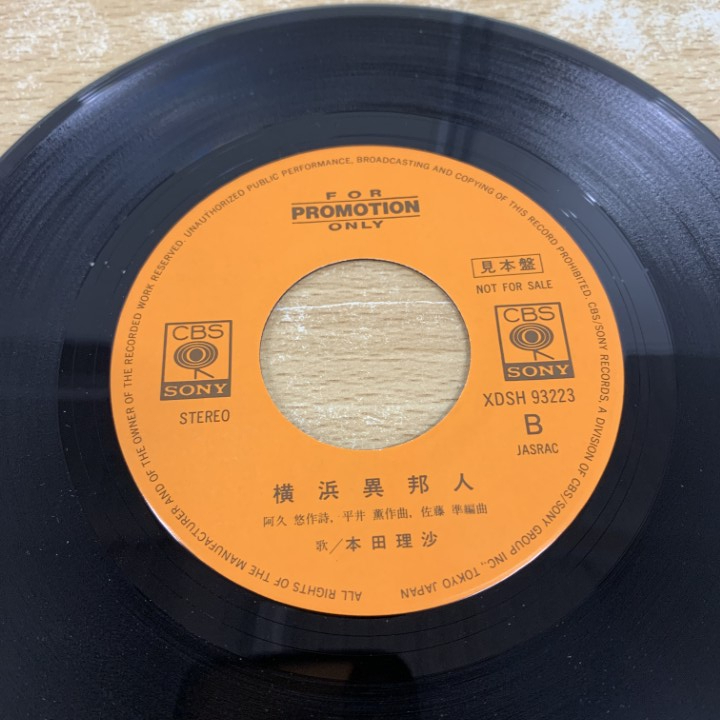 FOR
PROMOTION
ONLY
見本盤
NOT FOR SALE
CBS
SONY
STEREO
CBS
SONY
XDSH 93223
B
JASRAC
横浜異邦人
阿久 悠作詩, 平井 薫作曲, 佐藤 準編曲
歌/本田理沙
ALL RIGHTS OF THE MANUFACTURER AND OF THE OWNER OF THE RECORDED WORK RESERVED. UNAUTHORIZED PUBLIC PERFORMANCE, BROADCASTING AND COPYING OF THIS RECORD PROHIBITED. CBS/SONY RECORDS, A DIVISION OF CBS/SONY GROUP INC., TOKYO JAPAN